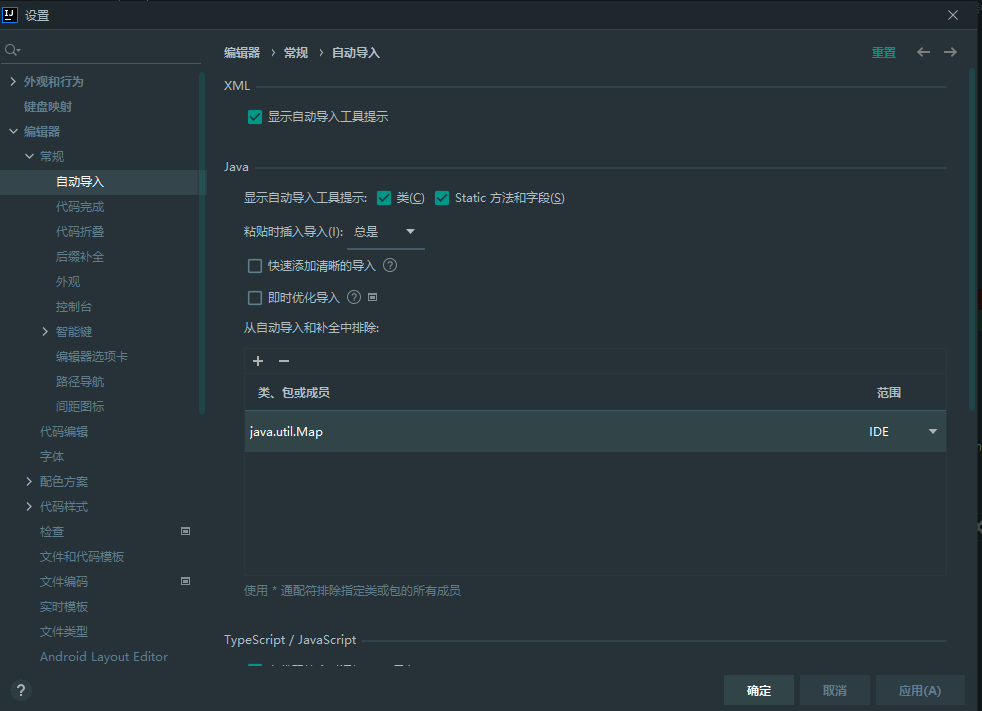 设置
编辑器 › 常规 › 自动导入
重置
外观和行为
键盘映射
编辑器
常规
自动导入
代码完成
代码折叠
后缀补全
外观
控制台
智能键
编辑器选项卡
路径导航
间距图标
代码编辑
字体
配色方案
代码样式
检查
文件和代码模板
文件编码
实时模板
文件类型
Android Layout Editor
XML
显示自动导入工具提示
Java
显示自动导入工具提示: 类(C) Static 方法和字段(S)
粘贴时插入导入(I): 总是
快速添加清晰的导入 ?
即时优化导入 ?
从自动导入和补全中排除:
类、包或成员 范围
java.util.Map IDE
使用 * 通配符排除指定类或包的所有成员
TypeScript / JavaScript
?
确定 取消 应用(A)